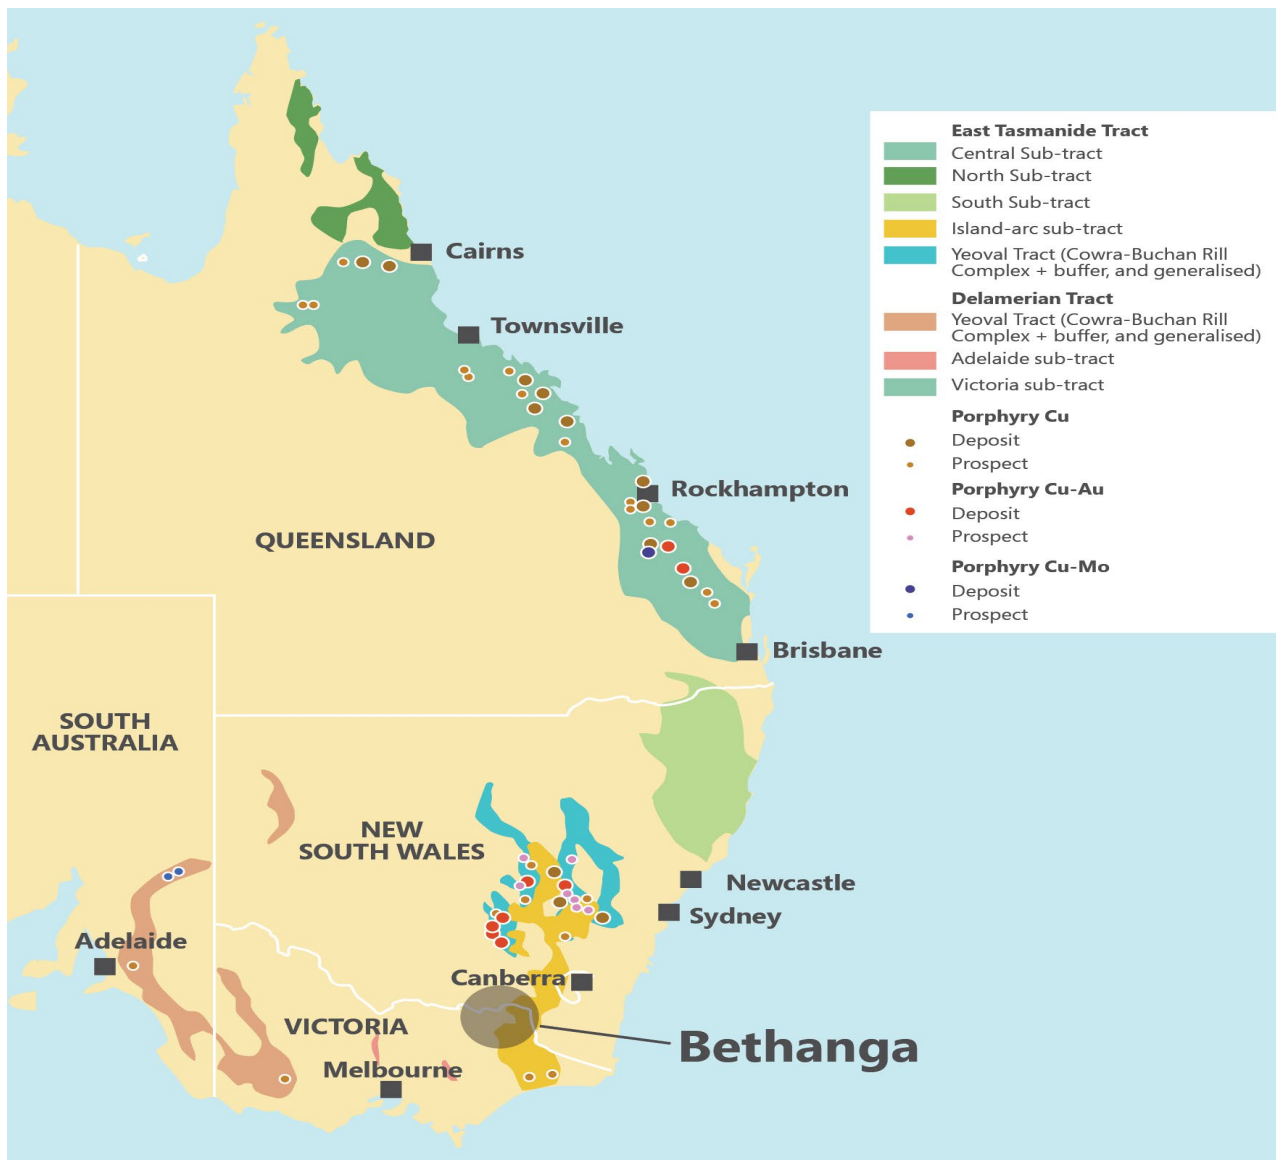 East Tasmanide Tract
Central Sub-tract
North Sub-tract
South Sub-tract
Island-arc sub-tract
Yeoval Tract (Cowra-Buchan Rill
Complex + buffer, and generalised)
Delamerian Tract
Yeoval Tract (Cowra-Buchan Rill
Complex + buffer, and generalised)
Adelaide sub-tract
Victoria sub-tract
Porphyry Cu
Deposit
Prospect
Porphyry Cu-Au
Deposit
Prospect
Porphyry Cu-Mo
Deposit
Prospect
Cairns
Townsville
Rockhampton
QUEENSLAND
Brisbane
SOUTH
AUSTRALIA
NEW
SOUTH WALES
Newcastle
Sydney
Adelaide
Canberra
VICTORIA
Bethanga
Melbourne